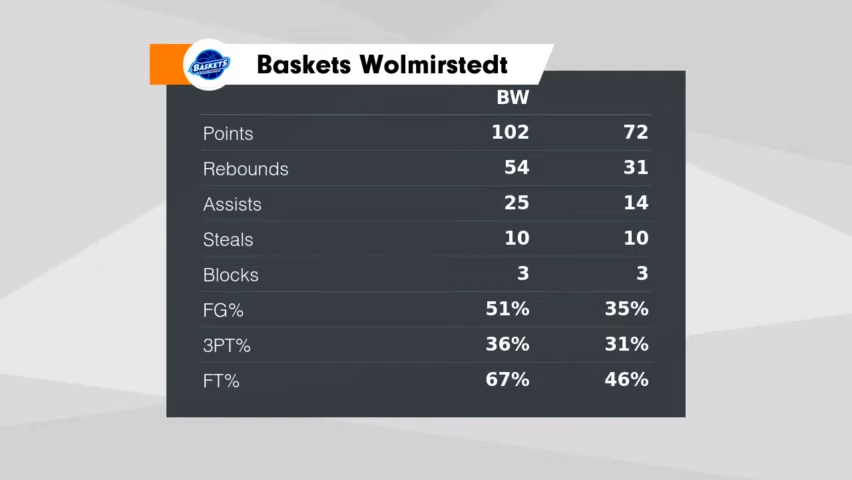 BASKETS
Baskets Wolmirstedt
BW
Points 102 72
Rebounds 54 31
Assists 25 14
Steals 10 10
Blocks 3 3
FG% 51% 35%
3PT% 36% 31%
FT% 67% 46%